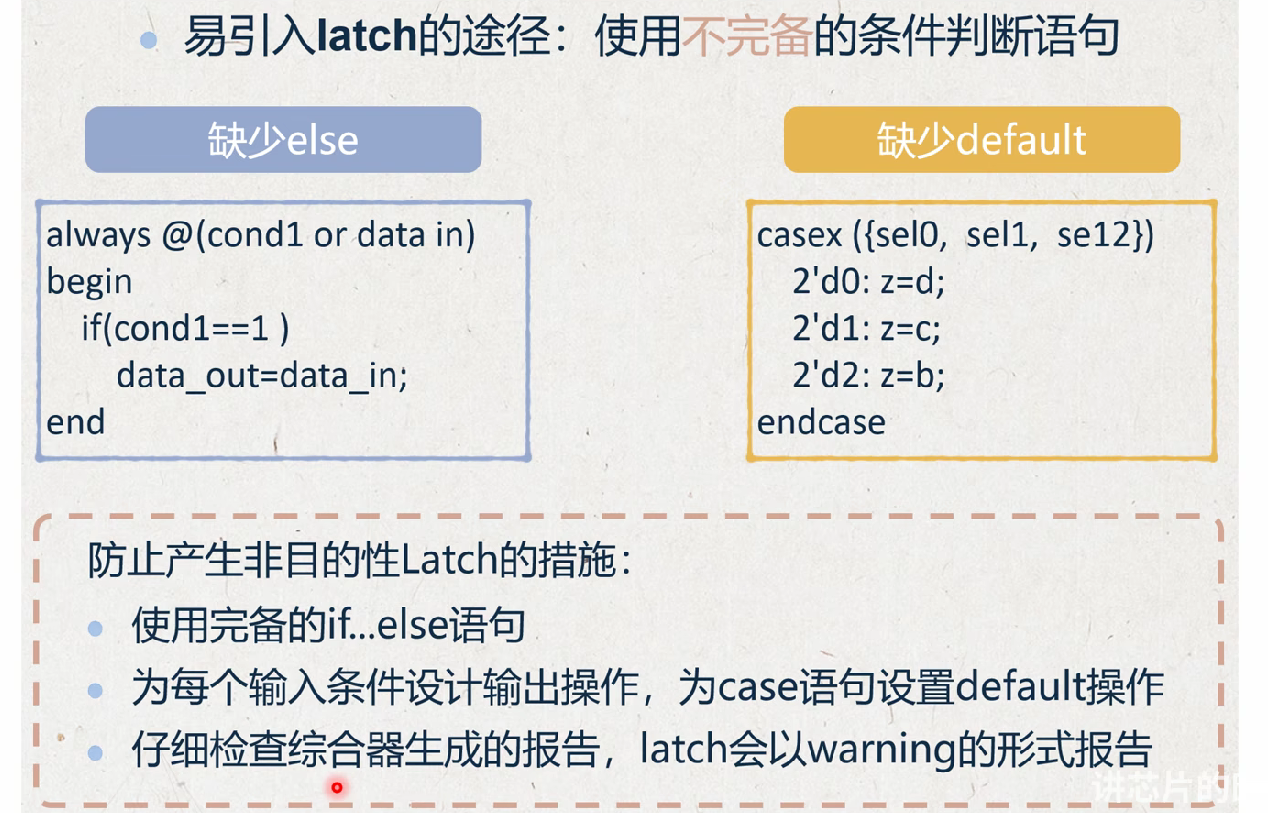 易引入latch的途径：使用不完备的条件判断语句
缺少else
always @(cond1 or data in)
begin
if(cond1==1 )
data_out=data_in;
end
缺少default
casex ({sel0, sel1, se12})
2'd0: z=d;
2'd1: z=c;
2'd2: z=b;
endcase
防止产生非目的性Latch的措施：
使用完备的if...else语句
为每个输入条件设计输出操作，为case语句设置default操作
仔细检查综合器生成的报告，latch会以warning的形式报告
讲芯片的